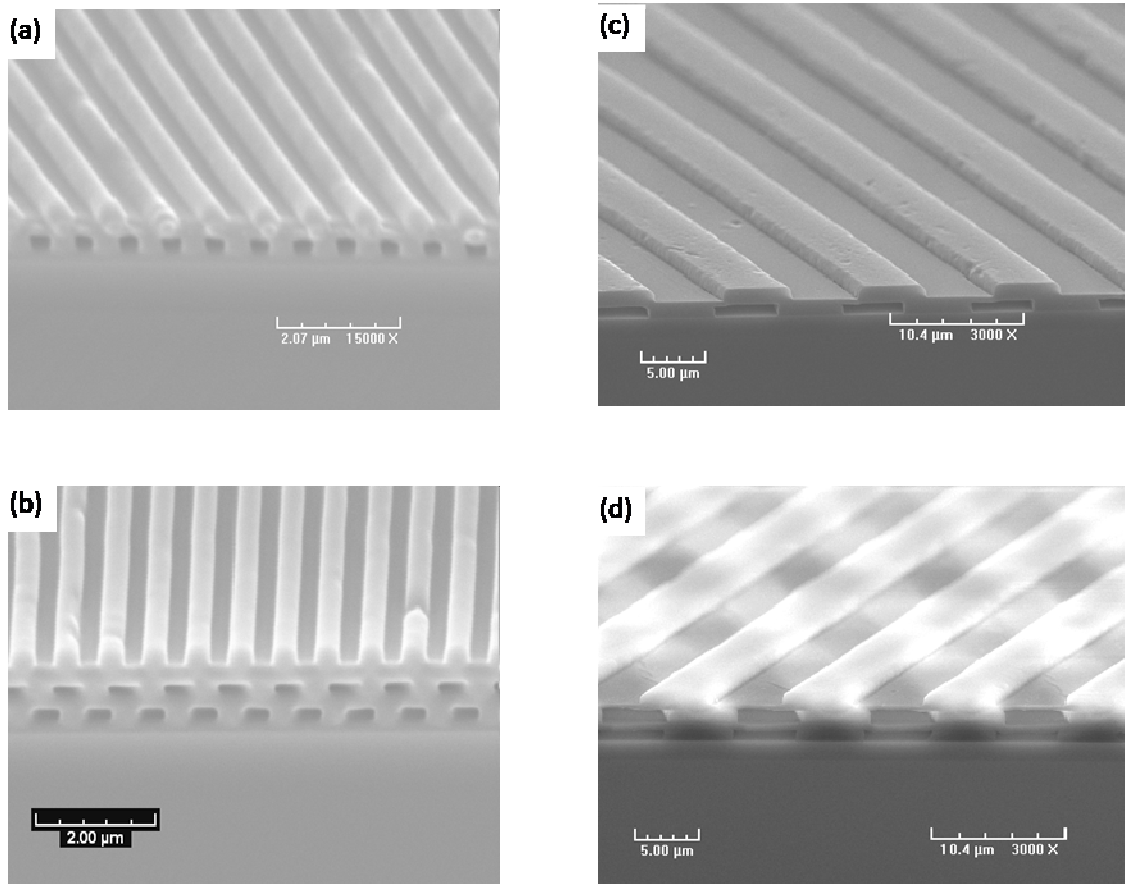 (a)
2.07 µm 15000 X
(c)
10.4 µm 3000 X
5.00 µm
(b)
2.00 µm
(d)
5.00 µm
10.4 µm 3000 X